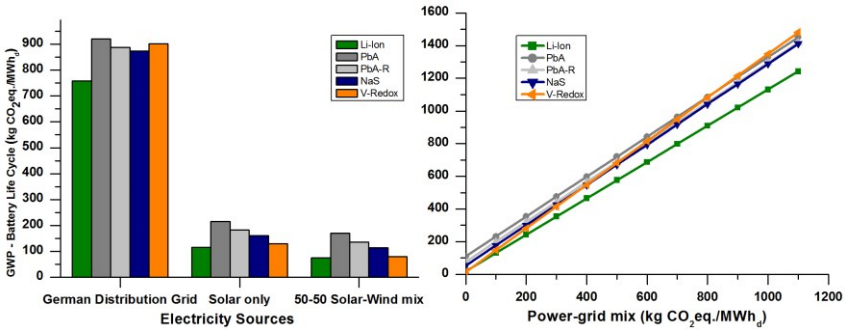 GWP - Battery Life Cycle (kg CO2eq./MWhd)
900
800
700
600
500
400
300
200
100
0
Li-Ion
PbA
PbA-R
NaS
V-Redox
German Distribution Grid
Solar only
50-50 Solar-Wind mix
Electricity Sources
1600
1400
1200
1000
800
600
400
200
0
Li-Ion
PbA
PbA-R
NaS
V-Redox
0
200
400
600
800
1000
1200
Power-grid mix (kg CO2eq./MWhd)